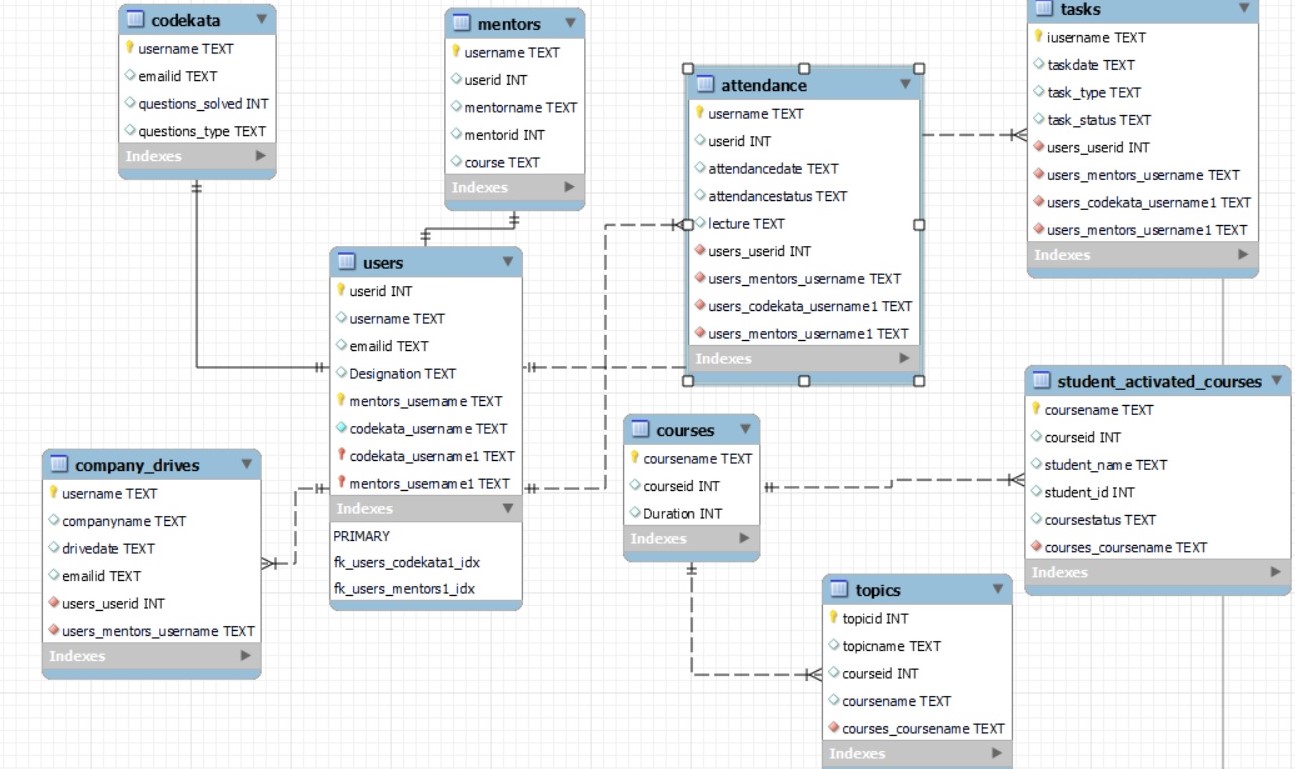 codekata
username TEXT
emailid TEXT
questions_solved INT
questions_type TEXT
Indexes
mentors
username TEXT
userid INT
mentorname TEXT
mentorid INT
course TEXT
Indexes
attendance
username TEXT
userid INT
attendancedate TEXT
attendancestatus TEXT
lecture TEXT
users_userid INT
users_mentors_username TEXT
users_codekata_username1 TEXT
users_mentors_username1 TEXT
Indexes
tasks
iusername TEXT
taskdate TEXT
task_type TEXT
task_status TEXT
users_userid INT
users_mentors_username TEXT
users_codekata_username1 TEXT
users_mentors_username1 TEXT
Indexes
users
userid INT
username TEXT
emailid TEXT
Designation TEXT
mentors_username TEXT
codekata_username TEXT
codekata_username1 TEXT
mentors_username1 TEXT
Indexes
PRIMARY
fk_users_codekata1_idx
fk_users_mentors1_idx
company_drives
username TEXT
companyname TEXT
drivedate TEXT
emailid TEXT
users_userid INT
users_mentors_username TEXT
Indexes
courses
coursename TEXT
courseid INT
Duration INT
Indexes
student_activated_courses
coursename TEXT
courseid INT
student_name TEXT
student_id INT
coursestatus TEXT
courses_coursename TEXT
Indexes
topics
topicid INT
topicname TEXT
courseid INT
coursename TEXT
courses_coursename TEXT
Indexes